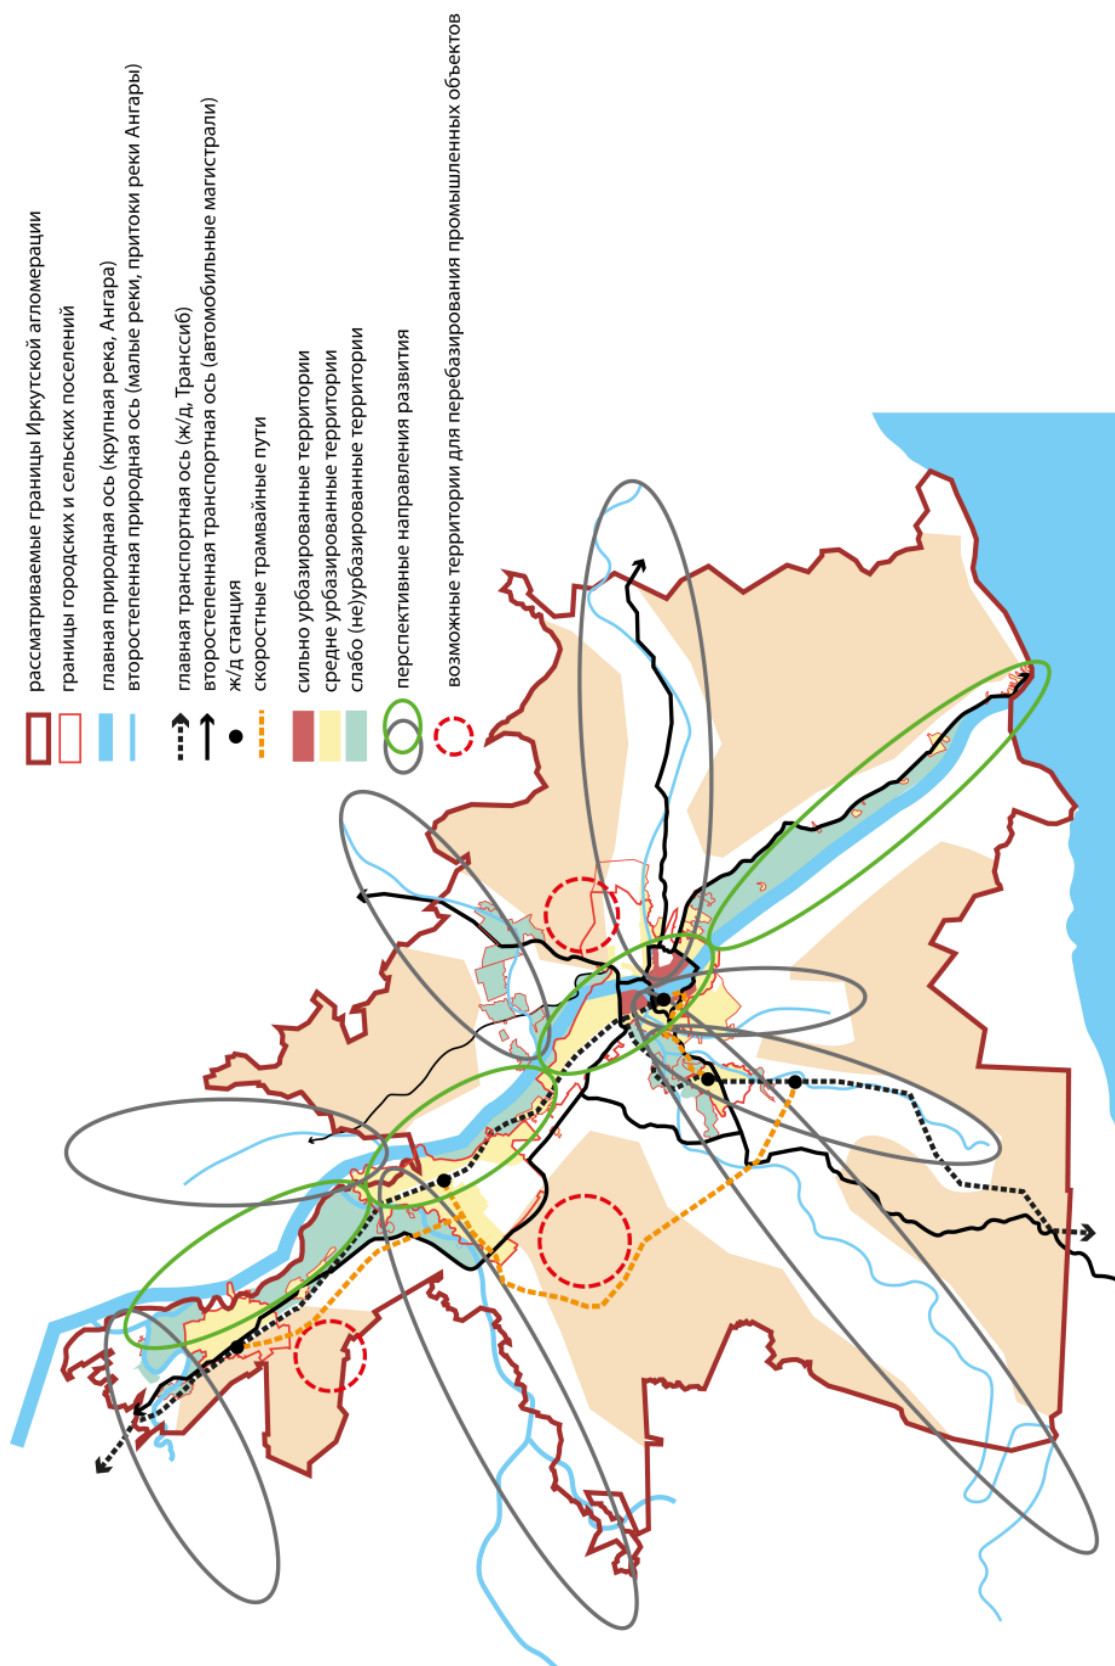 рассматриваемые границы Иркутской агломерации
границы городских и сельских поселений
главная природная ось (крупная река, Ангара)
второстепенная природная ось (малые реки, притоки реки Ангары)
главная транспортная ось (ж/д, Транссиб)
второстепенная транспортная ось (автомобильные магистрали)
ж/д станция
скоростные трамвайные пути
сильно урбазированные территории
средне урбазированные территории
слабо (не)урбазированные территории
перспективные направления развития
возможные территории для перебазирования промышленных объектов